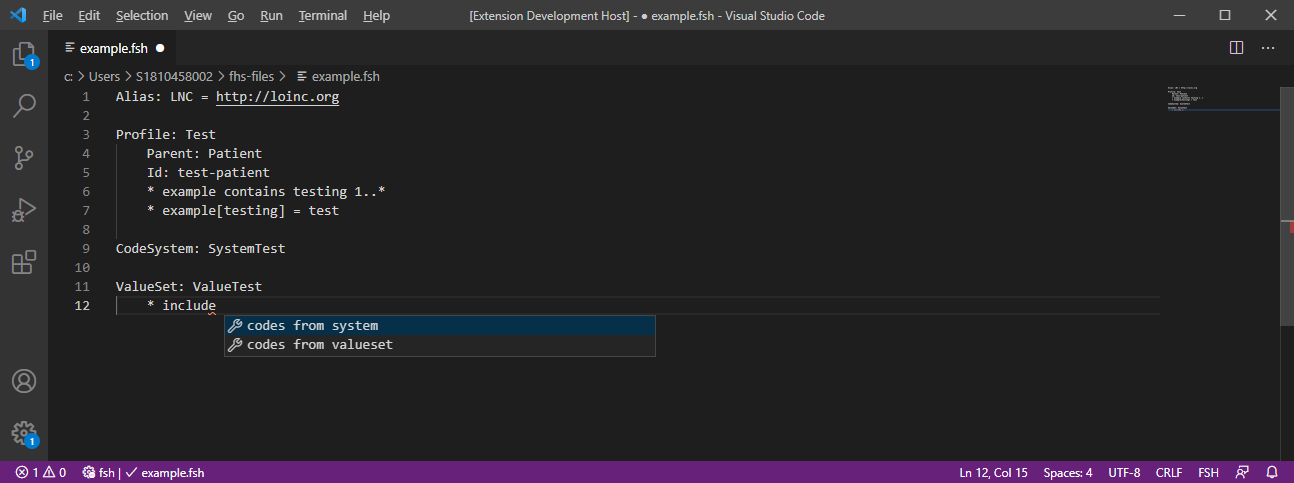 File Edit Selection View Go Run Terminal Help [Extension Development Host] - ● example.fsh - Visual Studio Code
example.fsh ●
c: > Users > S1810458002 > fhs-files > example.fsh
1 Alias: LNC = http://loinc.org
2
3 Profile: Test
4 Parent: Patient
5 Id: test-patient
6 * example contains testing 1..*
7 * example[testing] = test
8
9 CodeSystem: SystemTest
10
11 ValueSet: ValueTest
12 * include
codes from system
codes from valueset
1
1
1 0 fsh | ✓ example.fsh Ln 12, Col 15 Spaces: 4 UTF-8 CRLF FSH